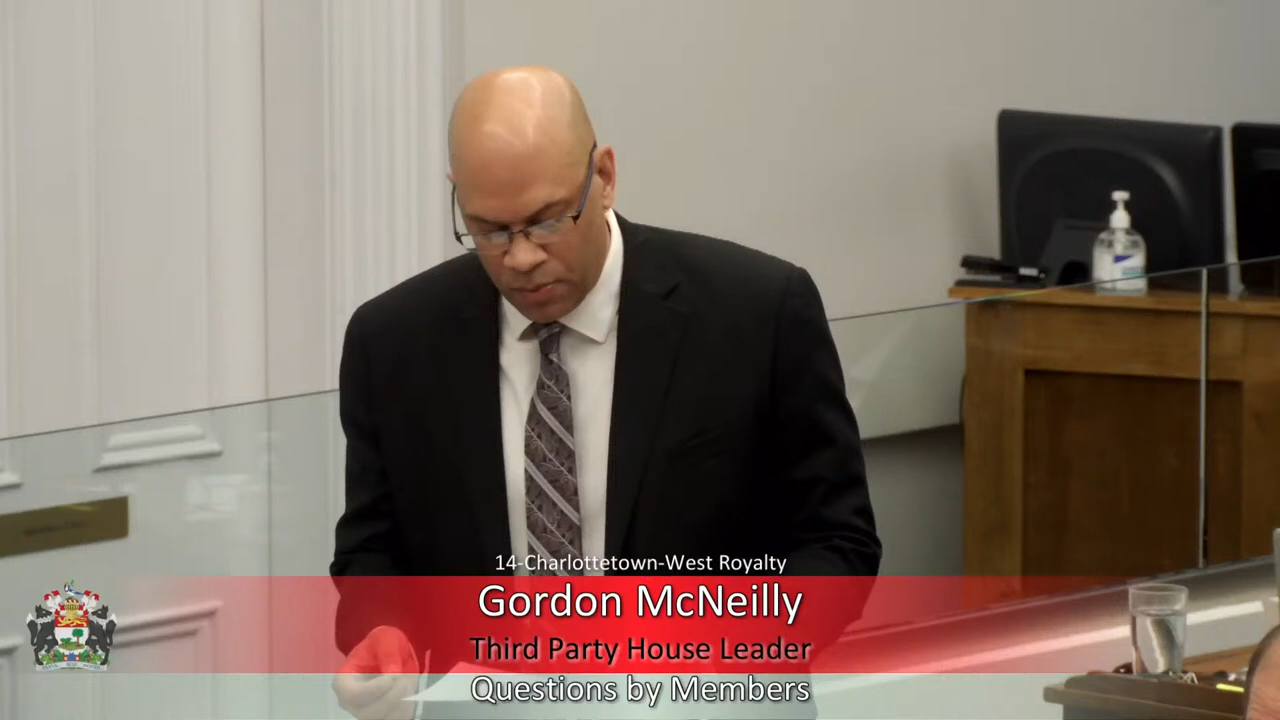 14-Charlottetown-West Royalty
Gordon McNeilly
Third Party House Leader
Questions by Members